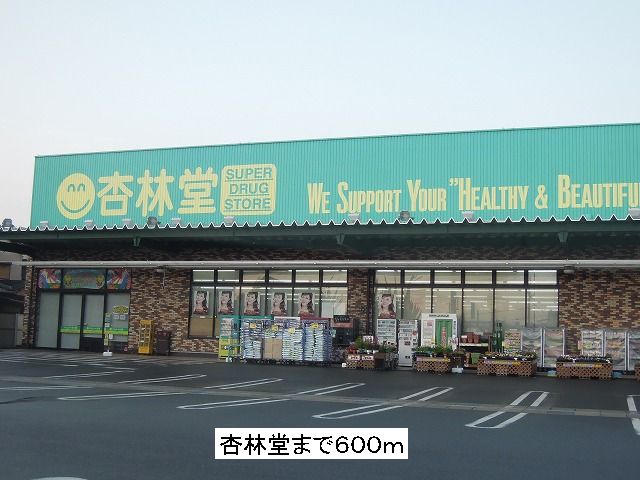 杏林堂
SUPER
DRUG
STORE
WE SUPPORT YOUR "HEALTHY & BEAUTIFU
杏林堂まで600m